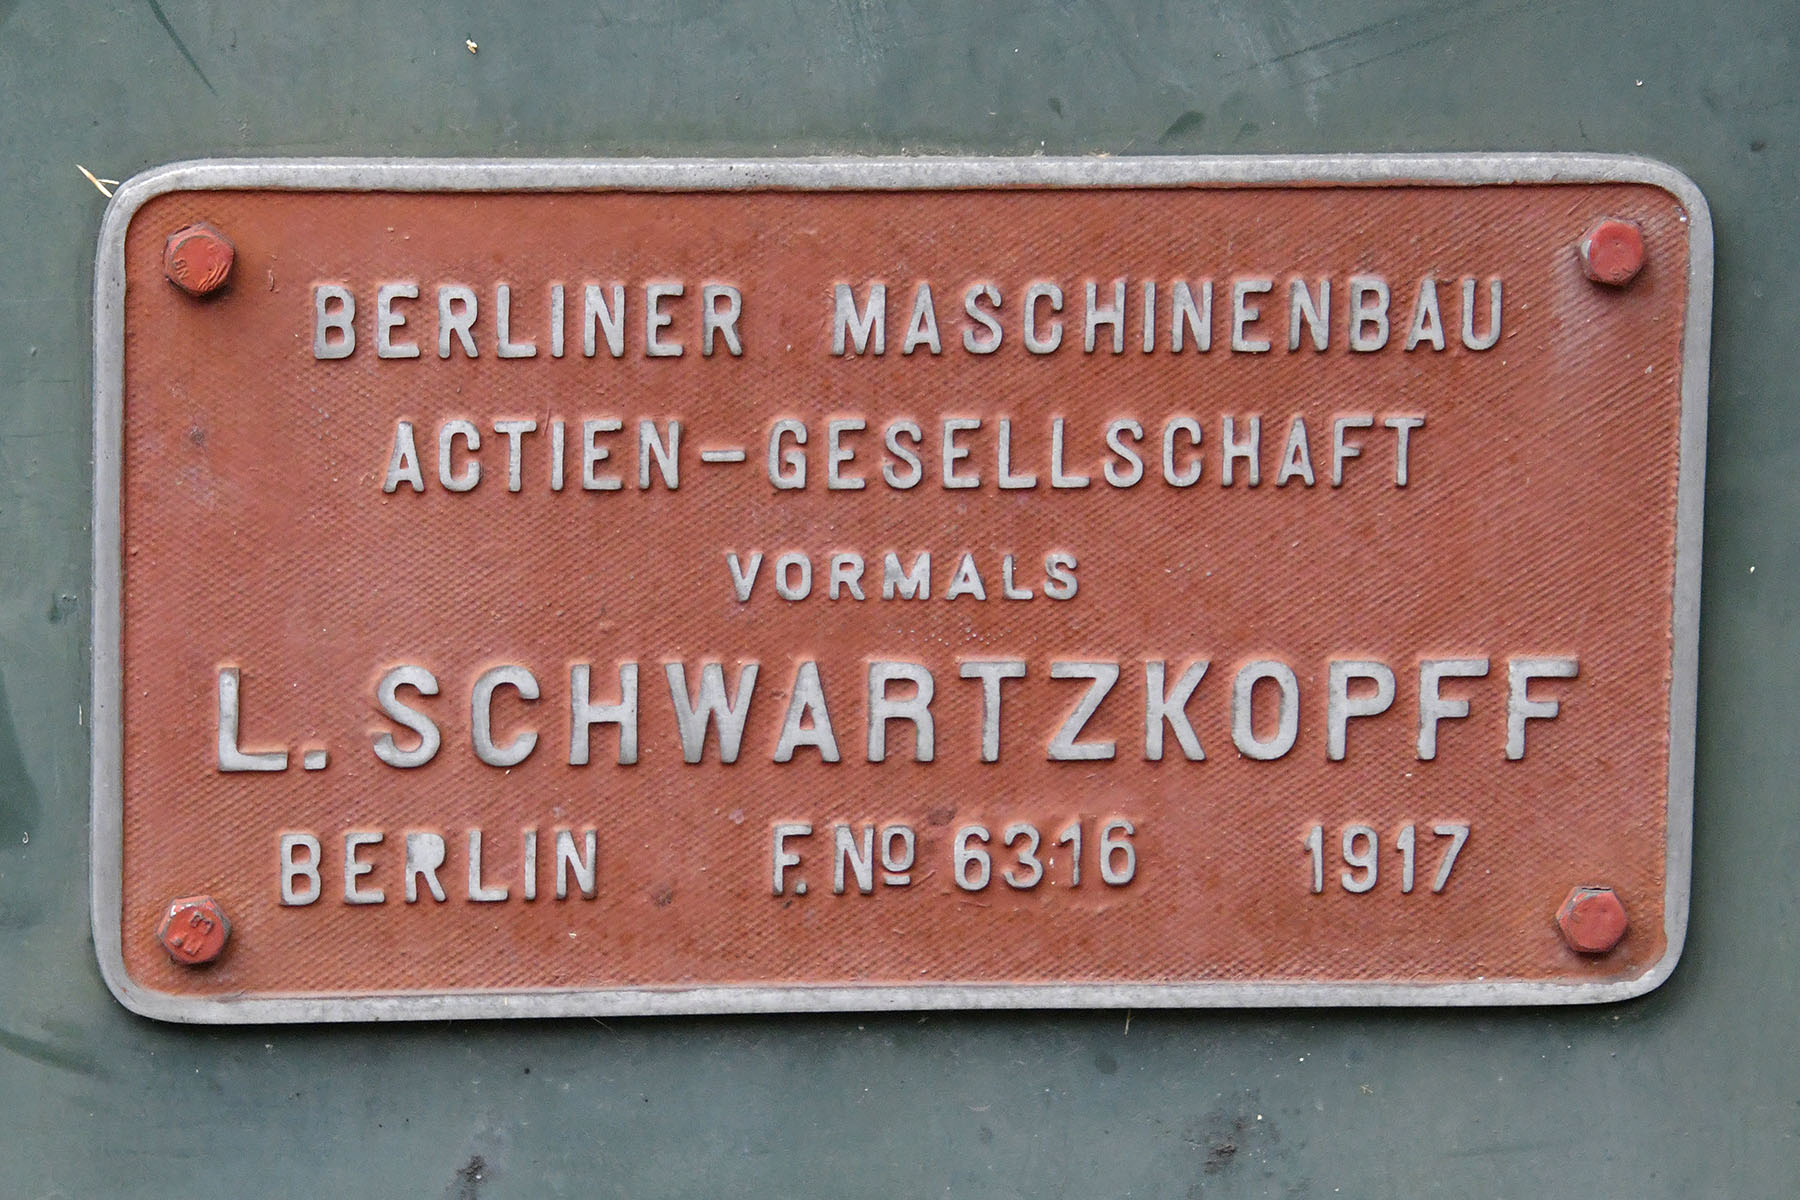 BERLINER MASCHINENBAU
ACTIEN-GESELLSCHAFT
VORMALS
L. SCHWARTZKOPFF
BERLIN F. Nº 6316 1917